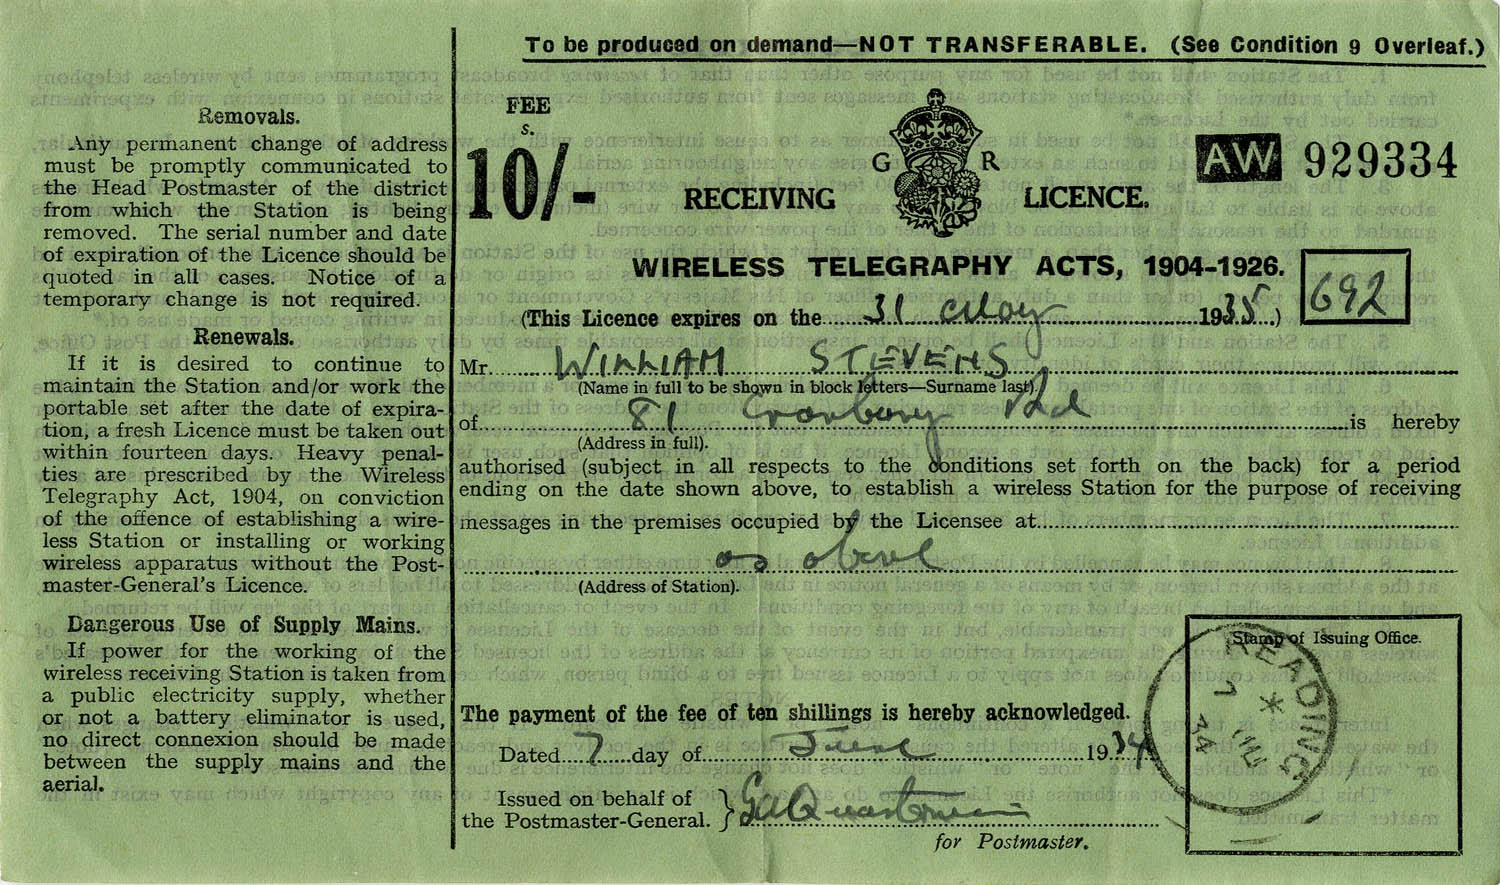 To be produced on demand—NOT TRANSFERABLE. (See Condition 9 Overleaf.)
Removals.
Any permanent change of address
must be promptly communicated to
the Head Postmaster of the district
from which the Station is being
removed. The serial number and date
of expiration of the Licence should be
quoted in all cases. Notice of a
temporary change is not required.
Renewals.
If it is desired to continue to
maintain the Station and/or work the
portable set after the date of expira-
tion, a fresh Licence must be taken out
within fourteen days. Heavy penal-
ties are prescribed by the Wireless
Telegraphy Act, 1904, on conviction
of the offence of establishing a wire-
less Station or installing or working
wireless apparatus without the Post-
master-General's Licence.
Dangerous Use of Supply Mains.
If power for the working of the
wireless receiving Station is taken from
a public electricity supply, whether
or not a battery eliminator is used,
no direct connexion should be made
between the supply mains and the
aerial.
FEE
s.
10/-
G R
RECEIVING LICENCE.
AW 929334
WIRELESS TELEGRAPHY ACTS, 1904-1926.
692
(This Licence expires on the 31 May 1935.)
Mr. WILLIAM STEVENS
(Name in full to be shown in block letters—Surname last).
of 81 Cranbury Rd is hereby
(Address in full).
authorised (subject in all respects to the conditions set forth on the back) for a period
ending on the date shown above, to establish a wireless Station for the purpose of receiving
messages in the premises occupied by the Licensee at
as above
(Address of Station).
The payment of the fee of ten shillings is hereby acknowledged.
Dated 7 day of June 1934
Issued on behalf of
the Postmaster-General.
for Postmaster.
Stamp of Issuing Office.
READING
7 JU
34